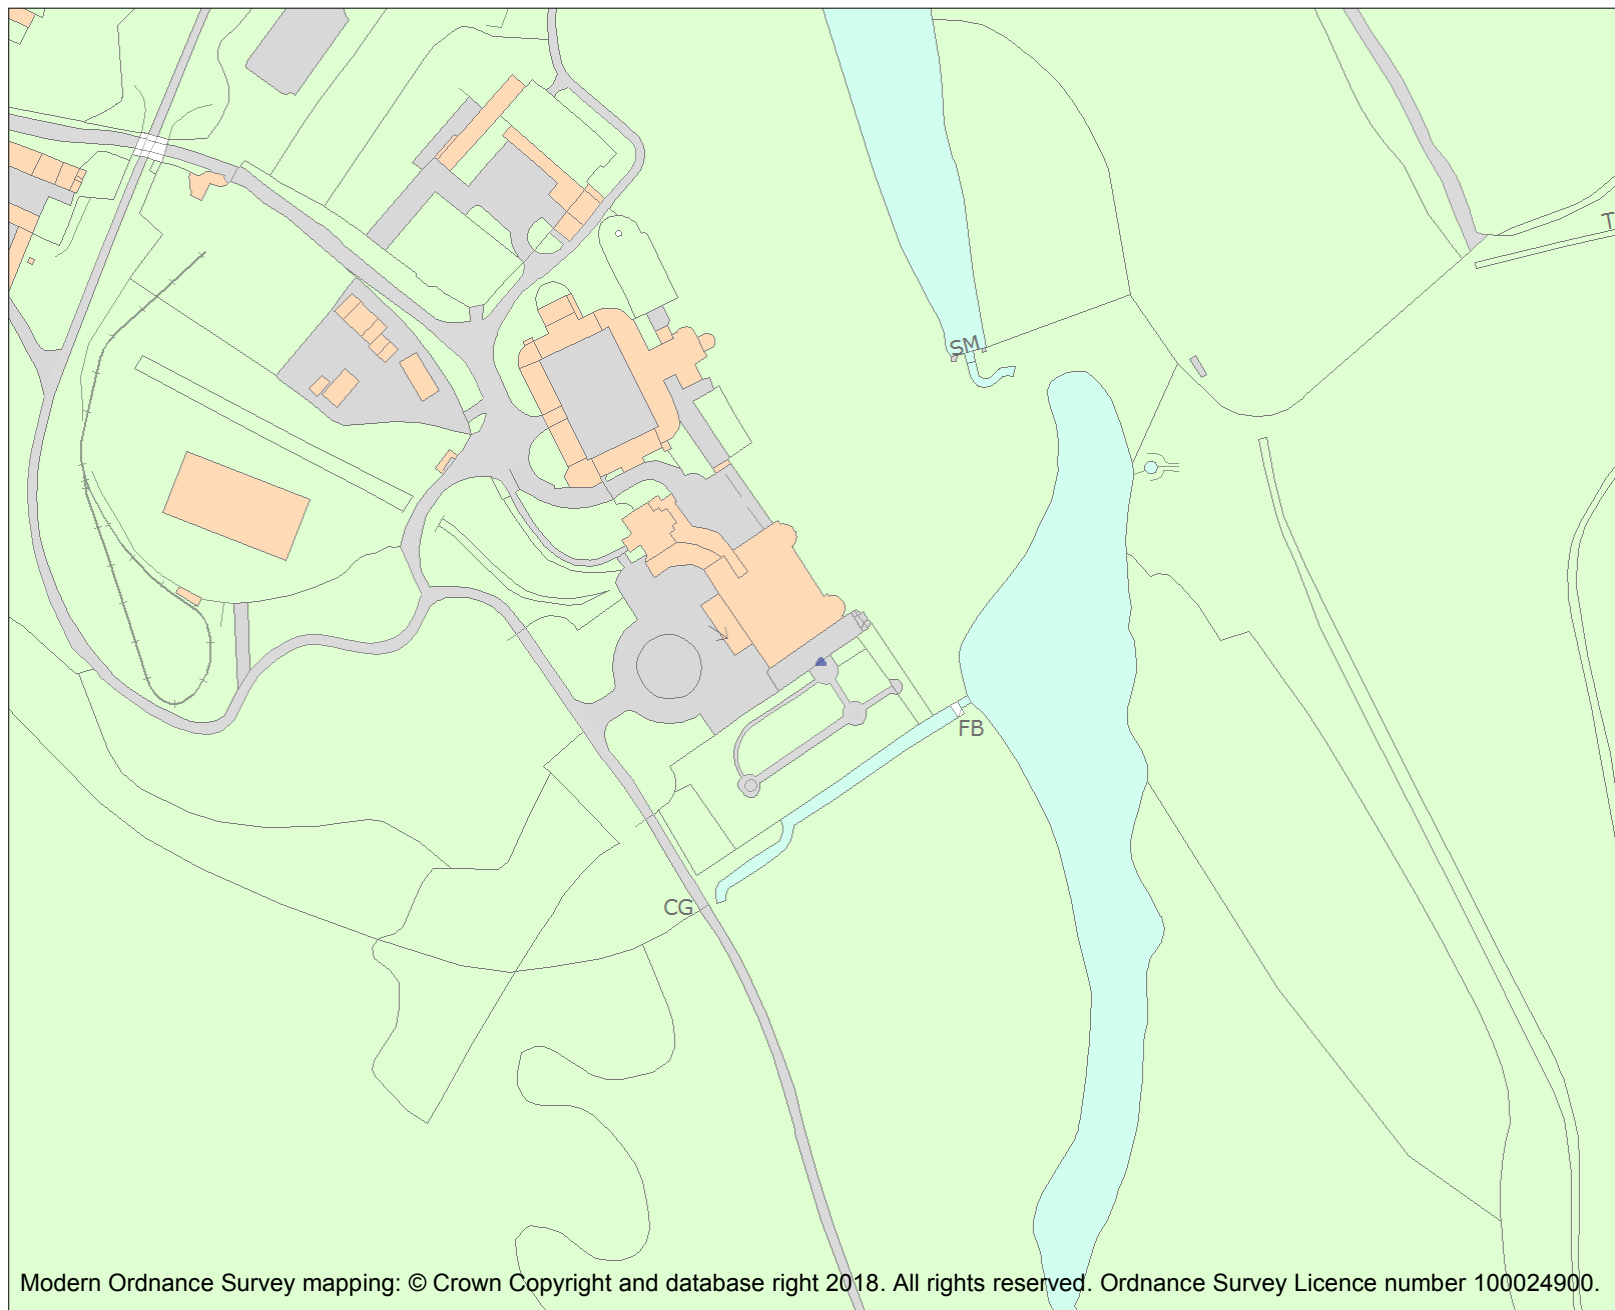 T
SM
FB
CG
Modern Ordnance Survey mapping: © Crown Copyright and database right 2018. All rights reserved. Ordnance Survey Licence number 100024900.